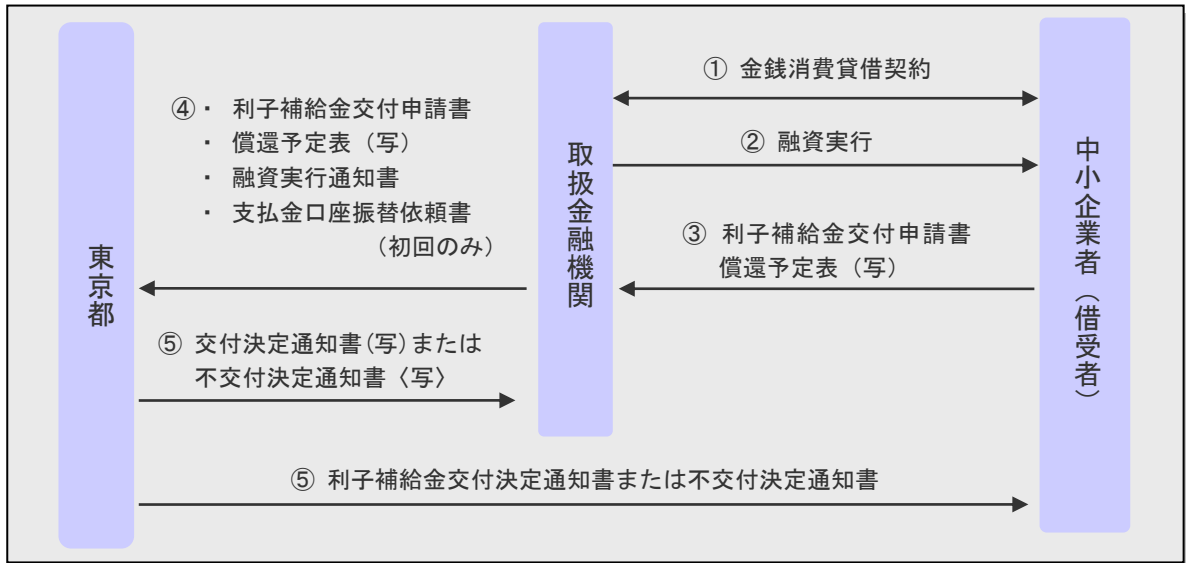 ① 金銭消費貸借契約
④・ 利子補給金交付申請書
・ 償還予定表（写）
・ 融資実行通知書
・ 支払金口座振替依頼書
（初回のみ）
② 融資実行
③ 利子補給金交付申請書
償還予定表（写）
東京都
取扱金融機関
中小企業者（借受者）
⑤ 交付決定通知書(写)または
不交付決定通知書〈写〉
⑤ 利子補給金交付決定通知書または不交付決定通知書